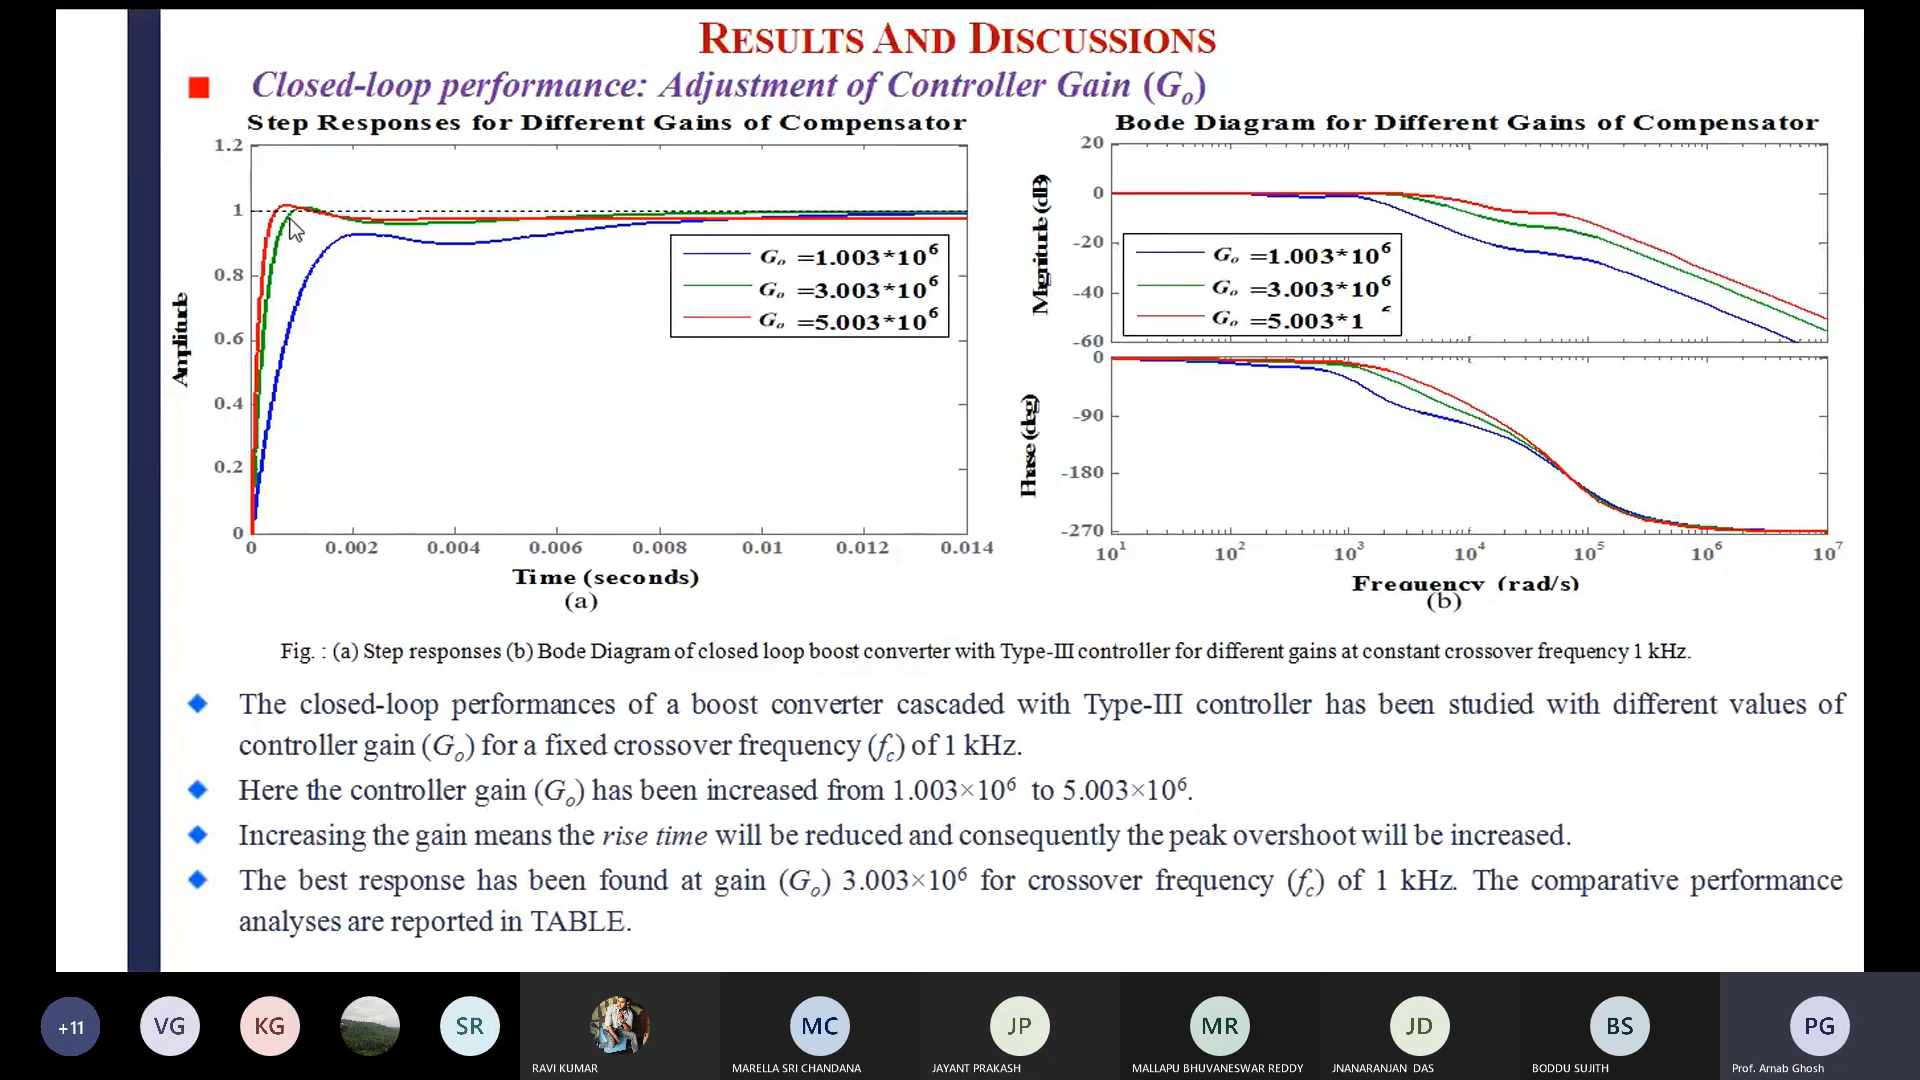 RESULTS AND DISCUSSIONS
Closed-loop performance: Adjustment of Controller Gain (Go)
Step Responses for Different Gains of Compensator
1.2
1
0.8
0.6
0.4
0.2
0
Amplitude
Go =1.003*10^6
Go =3.003*10^6
Go =5.003*10^6
0 0.002 0.004 0.006 0.008 0.01 0.012 0.014
Time (seconds)
(a)
Bode Diagram for Different Gains of Compensator
20
0
-20
-40
-60
Magnitude (dB)
Go =1.003*10^6
Go =3.003*10^6
Go =5.003*1
0
-90
-180
-270
Phase (deg)
10^1 10^2 10^3 10^4 10^5 10^6 10^7
Frequency (rad/s)
(b)
Fig. : (a) Step responses (b) Bode Diagram of closed loop boost converter with Type-III controller for different gains at constant crossover frequency 1 kHz.
The closed-loop performances of a boost converter cascaded with Type-III controller has been studied with different values of
controller gain (Go) for a fixed crossover frequency (fc) of 1 kHz.
Here the controller gain (Go) has been increased from 1.003×10^6 to 5.003×10^6.
Increasing the gain means the rise time will be reduced and consequently the peak overshoot will be increased.
The best response has been found at gain (Go) 3.003×10^6 for crossover frequency (fc) of 1 kHz. The comparative performance
analyses are reported in TABLE.
+11
VG
KG
SR
RAVI KUMAR
MC
MARELLA SRI CHANDANA
JP
JAYANT PRAKASH
MR
MALLAPU BHUVANESWAR REDDY
JD
JNANARANJAN DAS
BS
BODDU SUJITH
PG
Prof. Arnab Ghosh